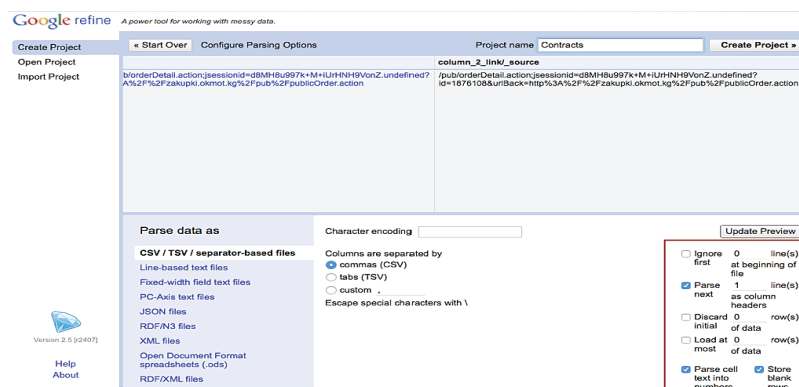 Google refine A power tool for working with messy data.
Create Project
Open Project
Import Project
« Start Over Configure Parsing Options Project name Contracts Create Project »
column_2_link/_source
b/orderDetail.action;jsessionid=d8MH8u997k+M+iUrHNH9VonZ.undefined?
A%2F%2Fzakupki.okmot.kg%2Fpub%2FpublicOrder.action
/pub/orderDetail.action;jsessionid=d8MH8u997k+M+iUrHNH9VonZ.undefined?
id=1876108&urlBack=http%3A%2F%2Fzakupki.okmot.kg%2Fpub%2FpublicOrder.action
Parse data as
CSV / TSV / separator-based files
Line-based text files
Fixed-width field text files
PC-Axis text files
JSON files
RDF/N3 files
XML files
Open Document Format
spreadsheets (.ods)
RDF/XML files
Character encoding
Columns are separated by
commas (CSV)
tabs (TSV)
custom ,
Escape special characters with \
Update Preview
Ignore 0 line(s)
first at beginning of
file
Parse 1 line(s)
next as column
headers
Discard 0 row(s)
initial of data
Load at 0 row(s)
most of data
Parse cell Store
text into blank
numbers rows
Version 2.5 [r2407]
Help
About